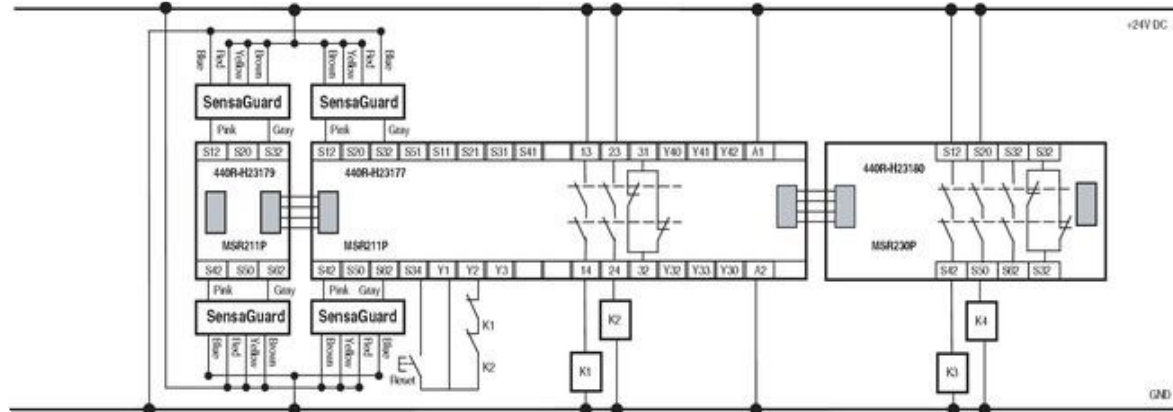 +24V DC
Blue Red Yellow Brown Brown Yellow Red Blue
SensaGuard SensaGuard
Pink Gray Pink Gray
S12 S20 S32 S12 S20 S32 S51 S11 S21 S31 S41 13 23 31 Y40 Y41 Y42 A1 S12 S20 S32 S32
440R-H23179 440R-H23177 440R-H23180
MSR211P MSR211P MSR230P
S42 S50 S62 S42 S50 S62 S34 Y1 Y2 Y3 14 24 32 Y32 Y33 Y30 A2 S42 S50 S62 S32
Pink Gray Pink Gray
SensaGuard SensaGuard K1 K2 K4
Blue Red Yellow Brown Brown Yellow Red Blue
Reset K2 K1 K3
GND